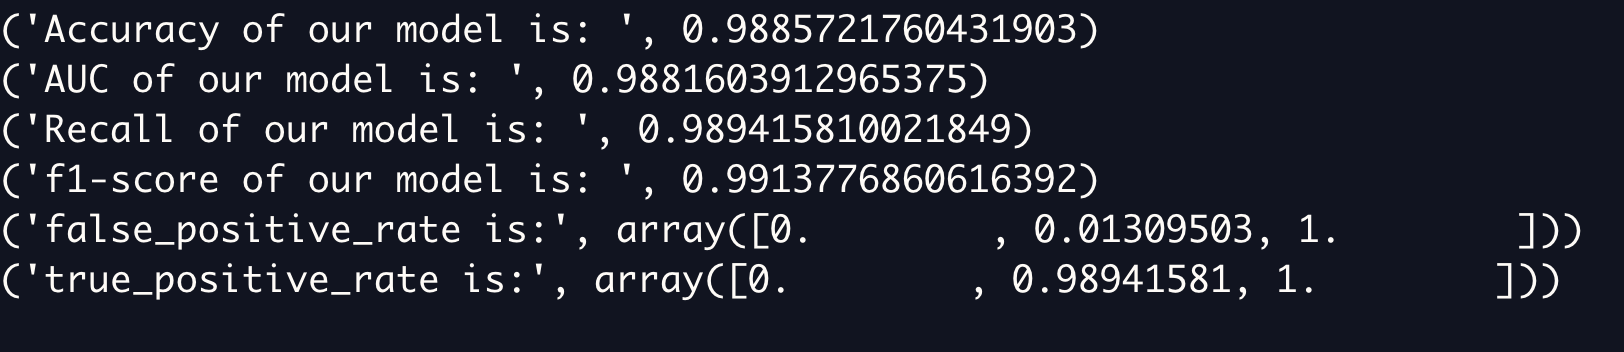 ('Accuracy of our model is: ', 0.9885721760431903)
('AUC of our model is: ', 0.9881603912965375)
('Recall of our model is: ', 0.989415810021849)
('f1-score of our model is: ', 0.9913776860616392)
('false_positive_rate is:', array([0.        , 0.01309503, 1.        ]))
('true_positive_rate is:', array([0.        , 0.98941581, 1.        ]))